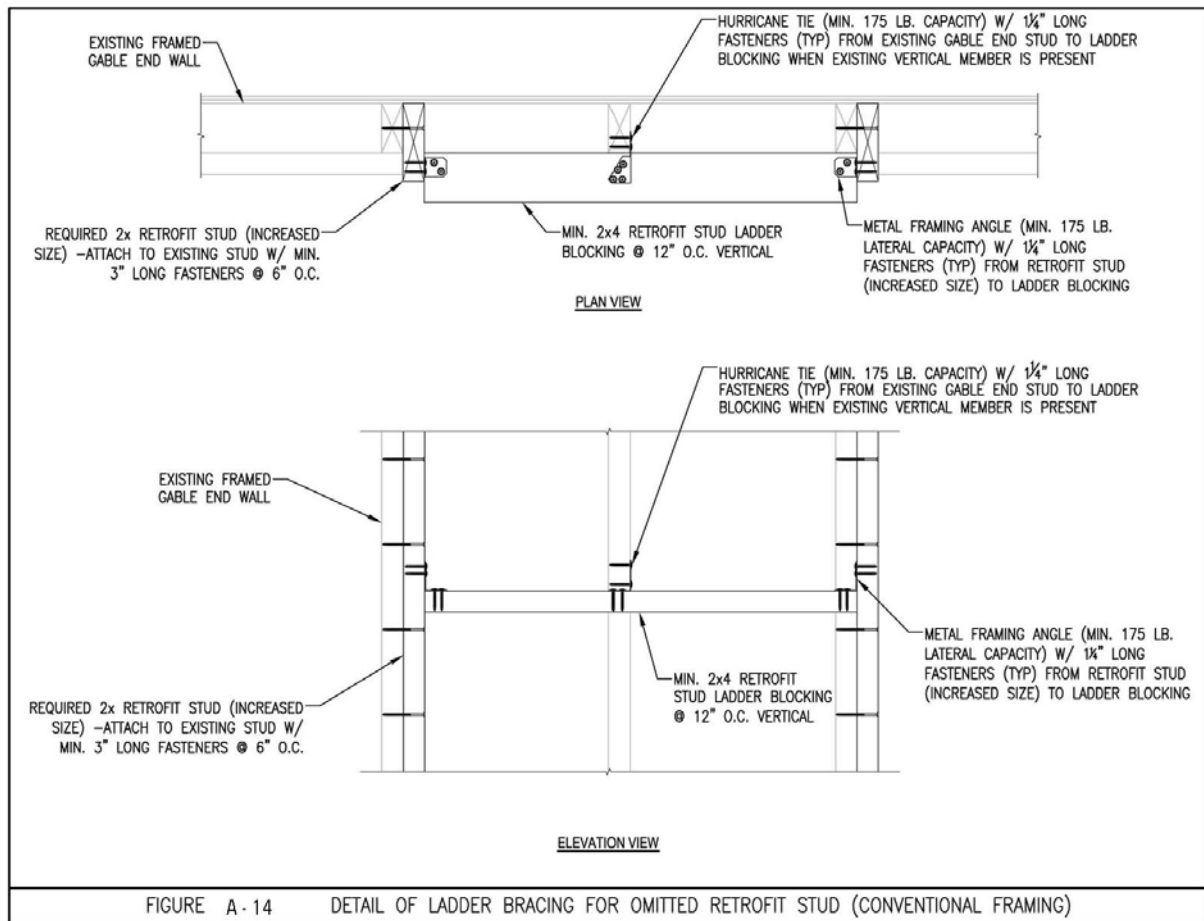 EXISTING FRAMED
GABLE END WALL
HURRICANE TIE (MIN. 175 LB. CAPACITY) W/ 1¼" LONG
FASTENERS (TYP) FROM EXISTING GABLE END STUD TO LADDER
BLOCKING WHEN EXISTING VERTICAL MEMBER IS PRESENT
REQUIRED 2x RETROFIT STUD (INCREASED
SIZE) –ATTACH TO EXISTING STUD W/ MIN.
3" LONG FASTENERS @ 6" O.C.
MIN. 2x4 RETROFIT STUD LADDER
BLOCKING @ 12" O.C. VERTICAL
METAL FRAMING ANGLE (MIN. 175 LB.
LATERAL CAPACITY) W/ 1¼" LONG
FASTENERS (TYP) FROM RETROFIT STUD
(INCREASED SIZE) TO LADDER BLOCKING
PLAN VIEW
HURRICANE TIE (MIN. 175 LB. CAPACITY) W/ 1¼" LONG
FASTENERS (TYP) FROM EXISTING GABLE END STUD TO LADDER
BLOCKING WHEN EXISTING VERTICAL MEMBER IS PRESENT
EXISTING FRAMED
GABLE END WALL
REQUIRED 2x RETROFIT STUD (INCREASED
SIZE) –ATTACH TO EXISTING STUD W/
MIN. 3" LONG FASTENERS @ 6" O.C.
MIN. 2x4 RETROFIT
STUD LADDER BLOCKING
@ 12" O.C. VERTICAL
METAL FRAMING ANGLE (MIN. 175 LB.
LATERAL CAPACITY) W/ 1¼" LONG
FASTENERS (TYP) FROM RETROFIT STUD
(INCREASED SIZE) TO LADDER BLOCKING
ELEVATION VIEW
FIGURE A-14 DETAIL OF LADDER BRACING FOR OMITTED RETROFIT STUD (CONVENTIONAL FRAMING)